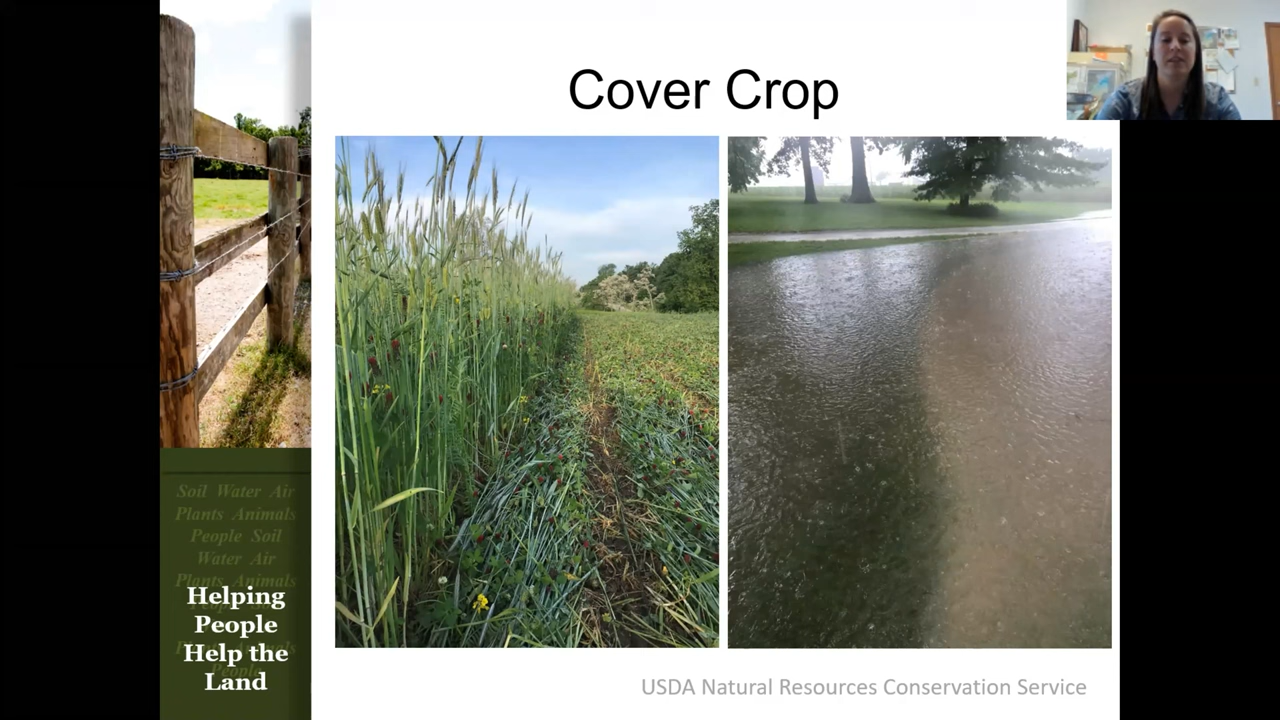 Cover Crop
Soil Water Air
Plants Animals
People Soil
Water Air
Plants Animals
Helping
People
Help the
Land
USDA Natural Resources Conservation Service